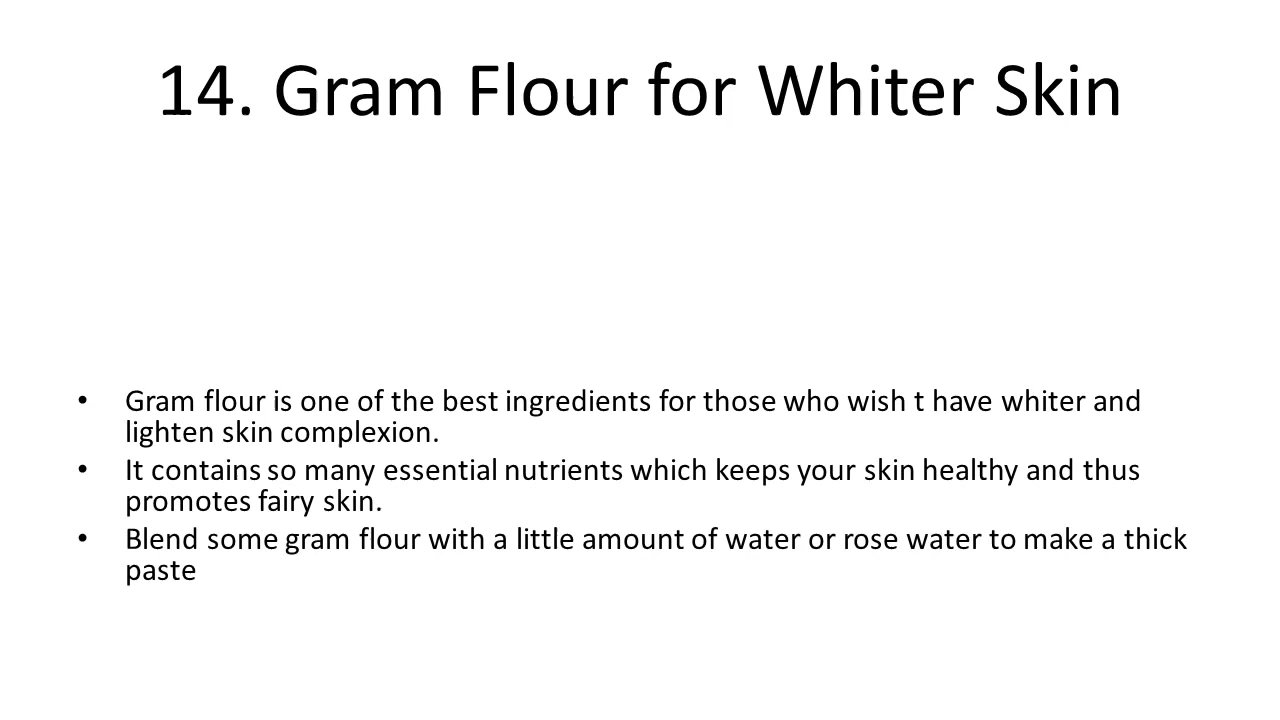 14. Gram Flour for Whiter Skin
• Gram flour is one of the best ingredients for those who wish t have whiter and
lighten skin complexion.
• It contains so many essential nutrients which keeps your skin healthy and thus
promotes fairy skin.
• Blend some gram flour with a little amount of water or rose water to make a thick
paste